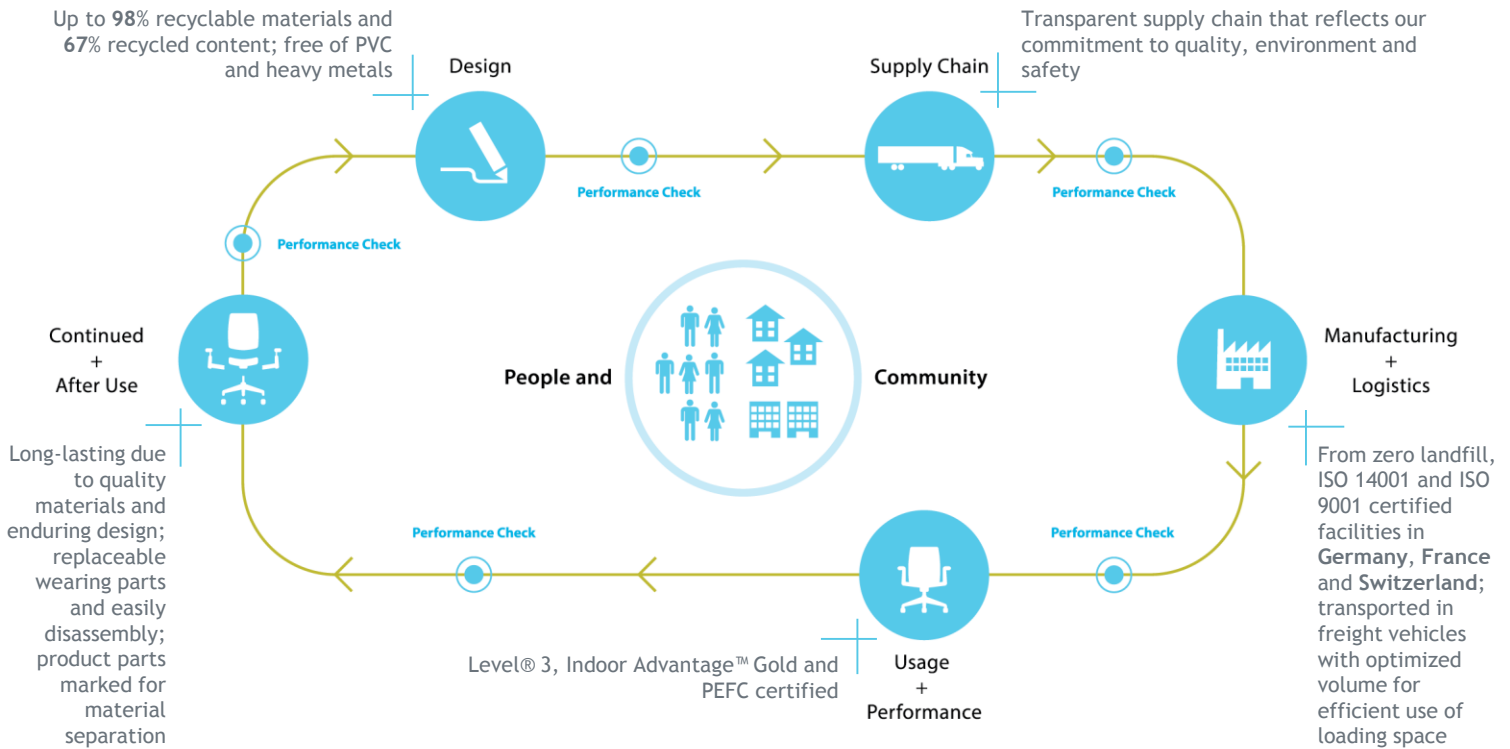 Up to 98% recyclable materials and
67% recycled content; free of PVC
and heavy metals
Design
Supply Chain
Transparent supply chain that reflects our
commitment to quality, environment and
safety
Performance Check
Performance Check
Performance Check
Continued
+
After Use
People and
Community
Manufacturing
+
Logistics
Long-lasting due
to quality
materials and
enduring design;
replaceable
wearing parts
and easily
disassembly;
product parts
marked for
material
separation
From zero landfill,
ISO 14001 and ISO
9001 certified
facilities in
Germany, France
and Switzerland;
transported in
freight vehicles
with optimized
volume for
efficient use of
loading space
Performance Check
Performance Check
Level® 3, Indoor Advantage™ Gold and
PEFC certified
Usage
+
Performance